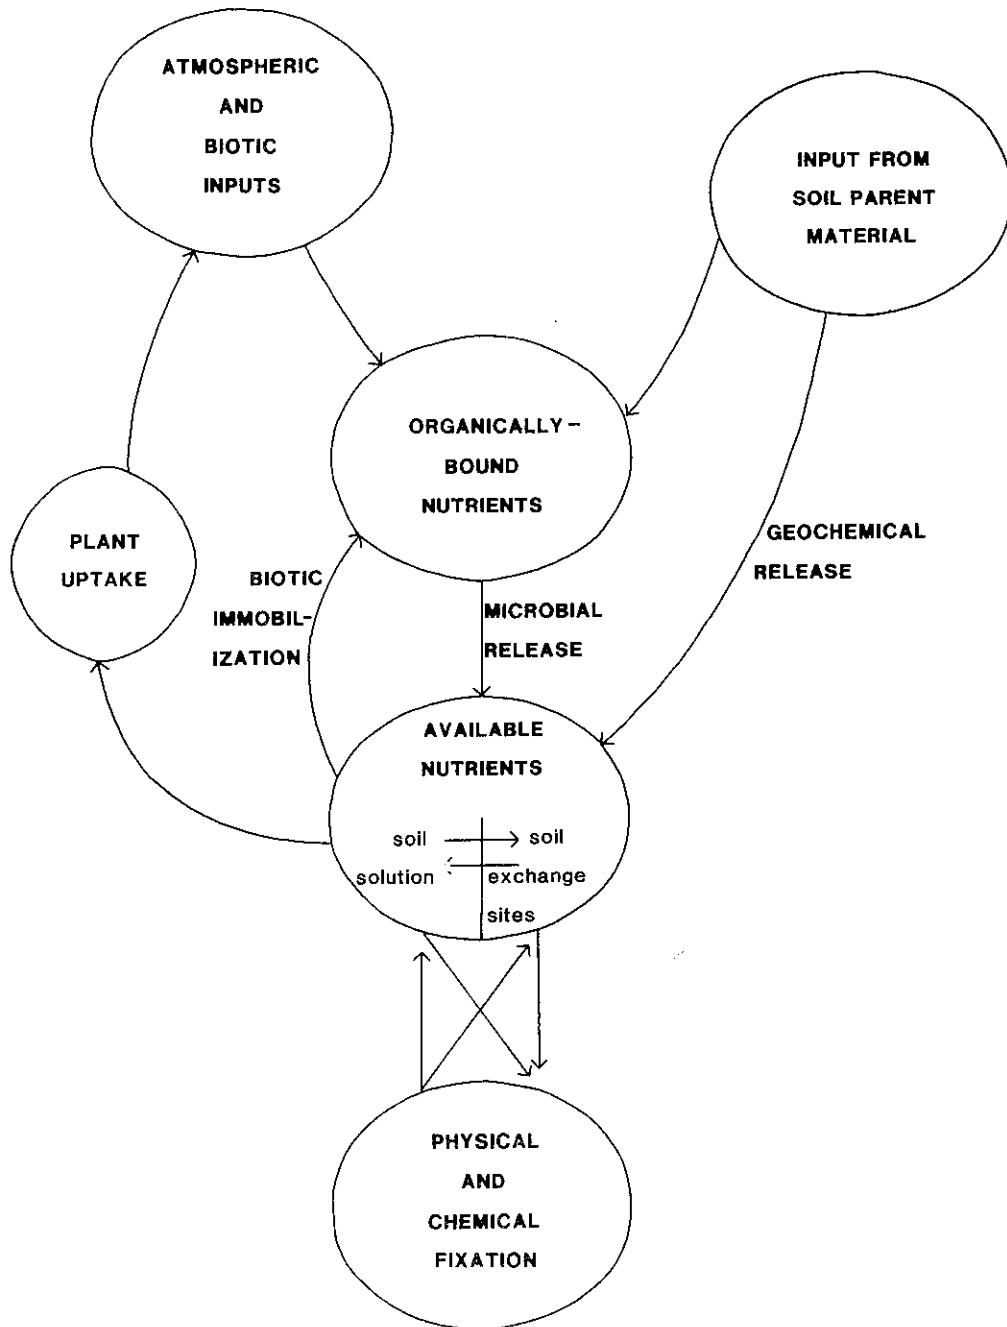 ATMOSPHERIC
AND
BIOTIC
INPUTS
INPUT FROM
SOIL PARENT
MATERIAL
ORGANICALLY-
BOUND
NUTRIENTS
PLANT
UPTAKE
BIOTIC
IMMOBIL-
IZATION
MICROBIAL
RELEASE
GEOCHEMICAL
RELEASE
AVAILABLE
NUTRIENTS
soil
solution
soil
exchange
sites
PHYSICAL
AND
CHEMICAL
FIXATION